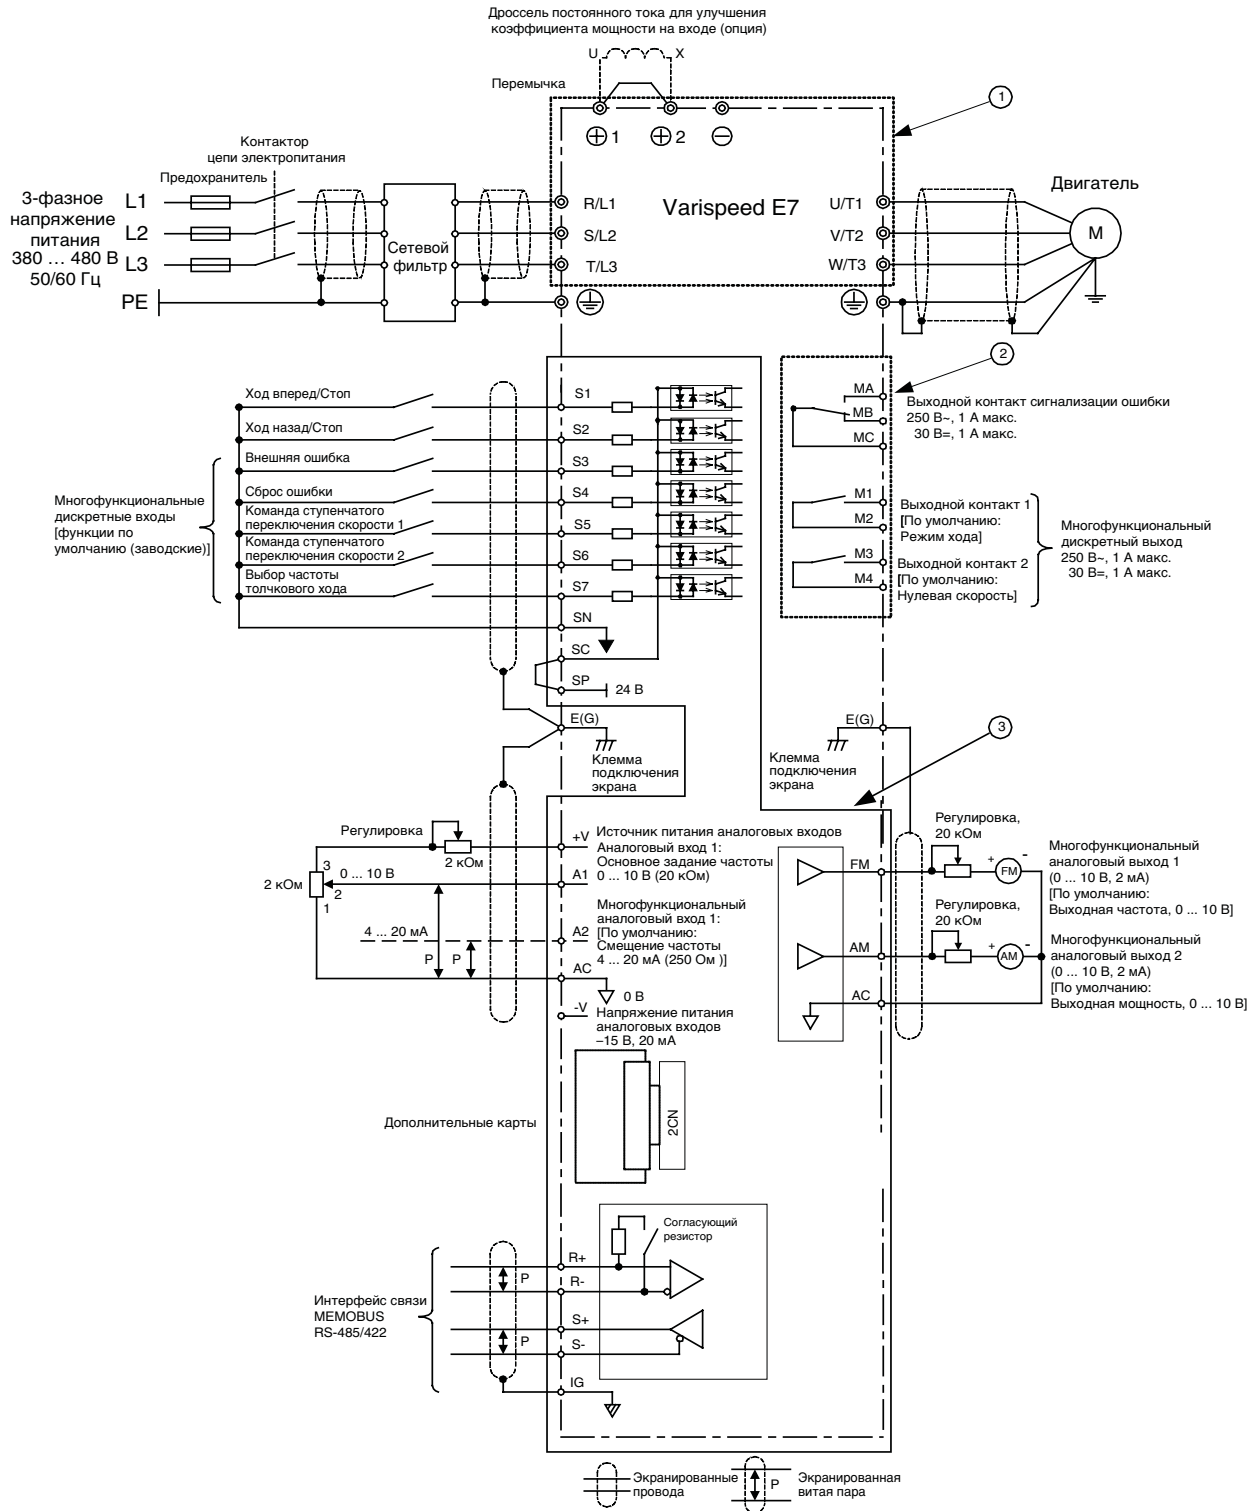 Дроссель постоянного тока для улучшения
коэффициента мощности на входе (опция)
U X
Перемычка
1
⊕1 ⊕2 ⊖
Контактор
цепи электропитания
Предохранитель
3-фазное
напряжение
питания
380 ... 480 В
50/60 Гц
L1
L2
L3
PE
Сетевой
фильтр
R/L1
S/L2
T/L3
Varispeed E7
U/T1
V/T2
W/T3
Двигатель
M
2
Ход вперед/Стоп
Ход назад/Стоп
Внешняя ошибка
Сброс ошибки
Команда ступенчатого
переключения скорости 1
Команда ступенчатого
переключения скорости 2
Выбор частоты
толчкового хода
Многофункциональные
дискретные входы
[функции по
умолчанию (заводские)]
S1
S2
S3
S4
S5
S6
S7
SN
SC
SP
24 В
E(G)
Клемма
подключения
экрана
MA
MB
MC
Выходной контакт сигнализации ошибки
250 В~, 1 А макс.
30 В=, 1 А макс.
M1
M2
Выходной контакт 1
[По умолчанию:
Режим хода]
M3
M4
Выходной контакт 2
[По умолчанию:
Нулевая скорость]
Многофункциональный
дискретный выход
250 В~, 1 А макс.
30 В=, 1 А макс.
E(G)
Клемма
подключения
экрана
3
Регулировка
2 кОм
2 кОм
3
2
1
0 ... 10 В
4 ... 20 мА
P P
+V
A1
A2
AC
-V
Источник питания аналоговых входов
Аналоговый вход 1:
Основное задание частоты
0 ... 10 В (20 кОм)
Многофункциональный
аналоговый вход 1:
[По умолчанию:
Смещение частоты
4 ... 20 мА (250 Ом )]
0 В
Напряжение питания
аналоговых входов
–15 В, 20 мА
FM
AM
AC
Регулировка,
20 кОм
+ FM -
Регулировка,
20 кОм
+ AM -
Многофункциональный
аналоговый выход 1
(0 ... 10 В, 2 мА)
[По умолчанию:
Выходная частота, 0 ... 10 В]
Многофункциональный
аналоговый выход 2
(0 ... 10 В, 2 мА)
[По умолчанию:
Выходная мощность, 0 ... 10 В]
Дополнительные карты
2CN
Согласующий
резистор
Интерфейс связи
MEMOBUS
RS-485/422
P
P
R+
R-
S+
S-
IG
Экранированные
провода
P
Экранированная
витая пара